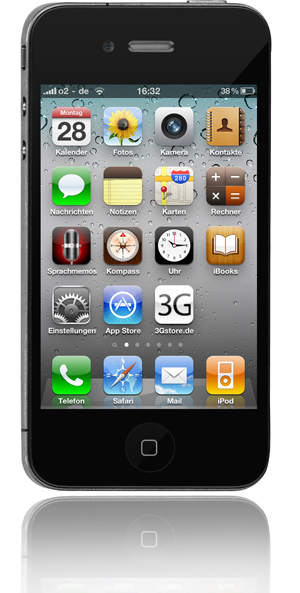 o2 - de 16:32 38 %
Montag
28 280
Kalender Fotos Kamera Kontakte
Nachrichten Notizen Karten Rechner
Sprachmemos Kompass Uhr iBooks
3G
Einstellungen App Store 3Gstore.de
Telefon Safari Mail iPod